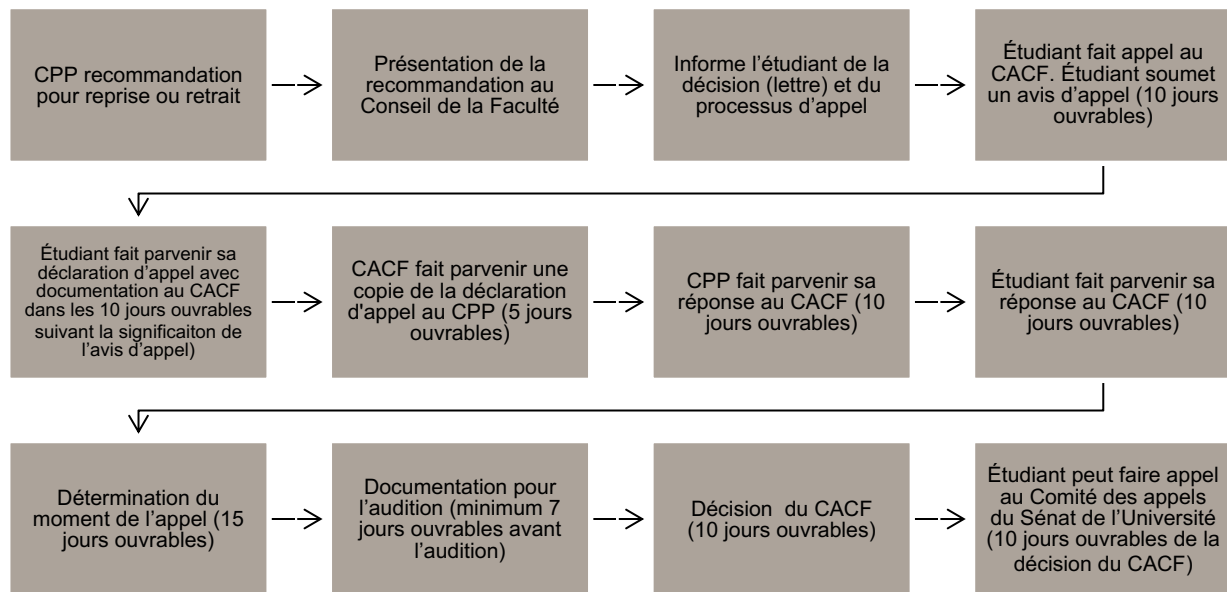 CPP recommandation
pour reprise ou retrait
Présentation de la
recommandation au
Conseil de la Faculté
Informe l’étudiant de la
décision (lettre) et du
processus d’appel
Étudiant fait appel au
CACF. Étudiant soumet
un avis d’appel (10 jours
ouvrables)
Étudiant fait parvenir sa
déclaration d’appel avec
documentation au CACF
dans les 10 jours ouvrables
suivant la significaiton de
l’avis d’appel)
CACF fait parvenir une
copie de la déclaration
d'appel au CPP (5 jours
ouvrables)
CPP fait parvenir sa
réponse au CACF (10
jours ouvrables)
Étudiant fait parvenir sa
réponse au CACF (10
jours ouvrables)
Détermination du
moment de l’appel (15
jours ouvrables)
Documentation pour
l’audition (minimum 7
jours ouvrables avant
l’audition)
Décision du CACF
(10 jours ouvrables)
Étudiant peut faire appel
au Comité des appels
du Sénat de l’Université
(10 jours ouvrables de la
décision du CACF)